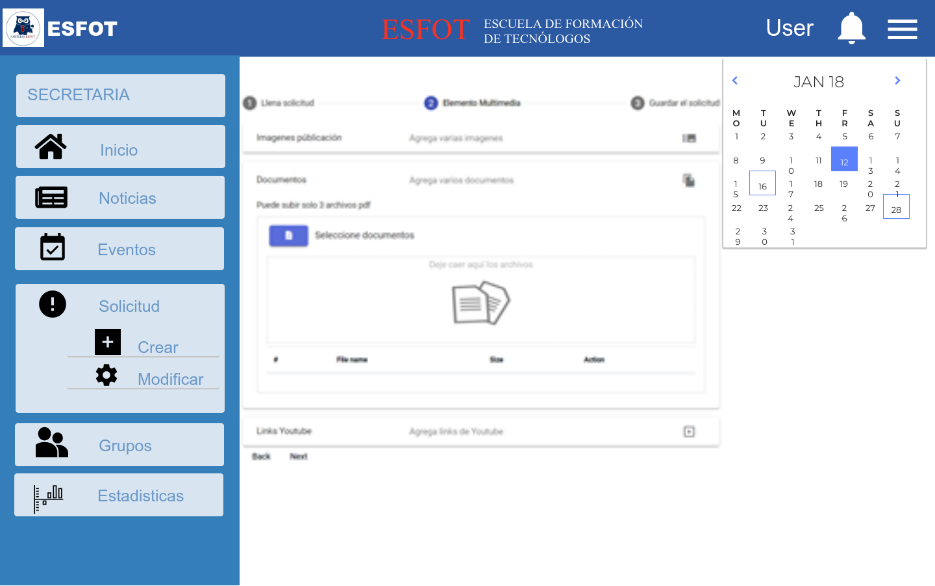 ESFOT
ESFOT
ESCUELA DE FORMACIÓN
DE TECNÓLOGOS
User
SECRETARIA
Inicio
Noticias
Eventos
Solicitud
Crear
Modificar
Grupos
Estadisticas
1 Llena solicitud
2 Elemento Multimedia
3 Guardar el solicitud
Imagenes públicación Agrega varias imagenes
Documentos Agrega varios documentos
Puede subir solo 3 archivos pdf
Seleccione documentos
Deje caer aquí los archivos
# File name Size Action
Links Youtube Agrega links de Youtube
Back Next
< JAN 18 >
MO TU WE TH FR SA SU
1 2 3 4 5 6 7
8 9 10 11 12 13 14
15 16 17 18 19 20 21
22 23 24 25 26 27 28
29 30 31